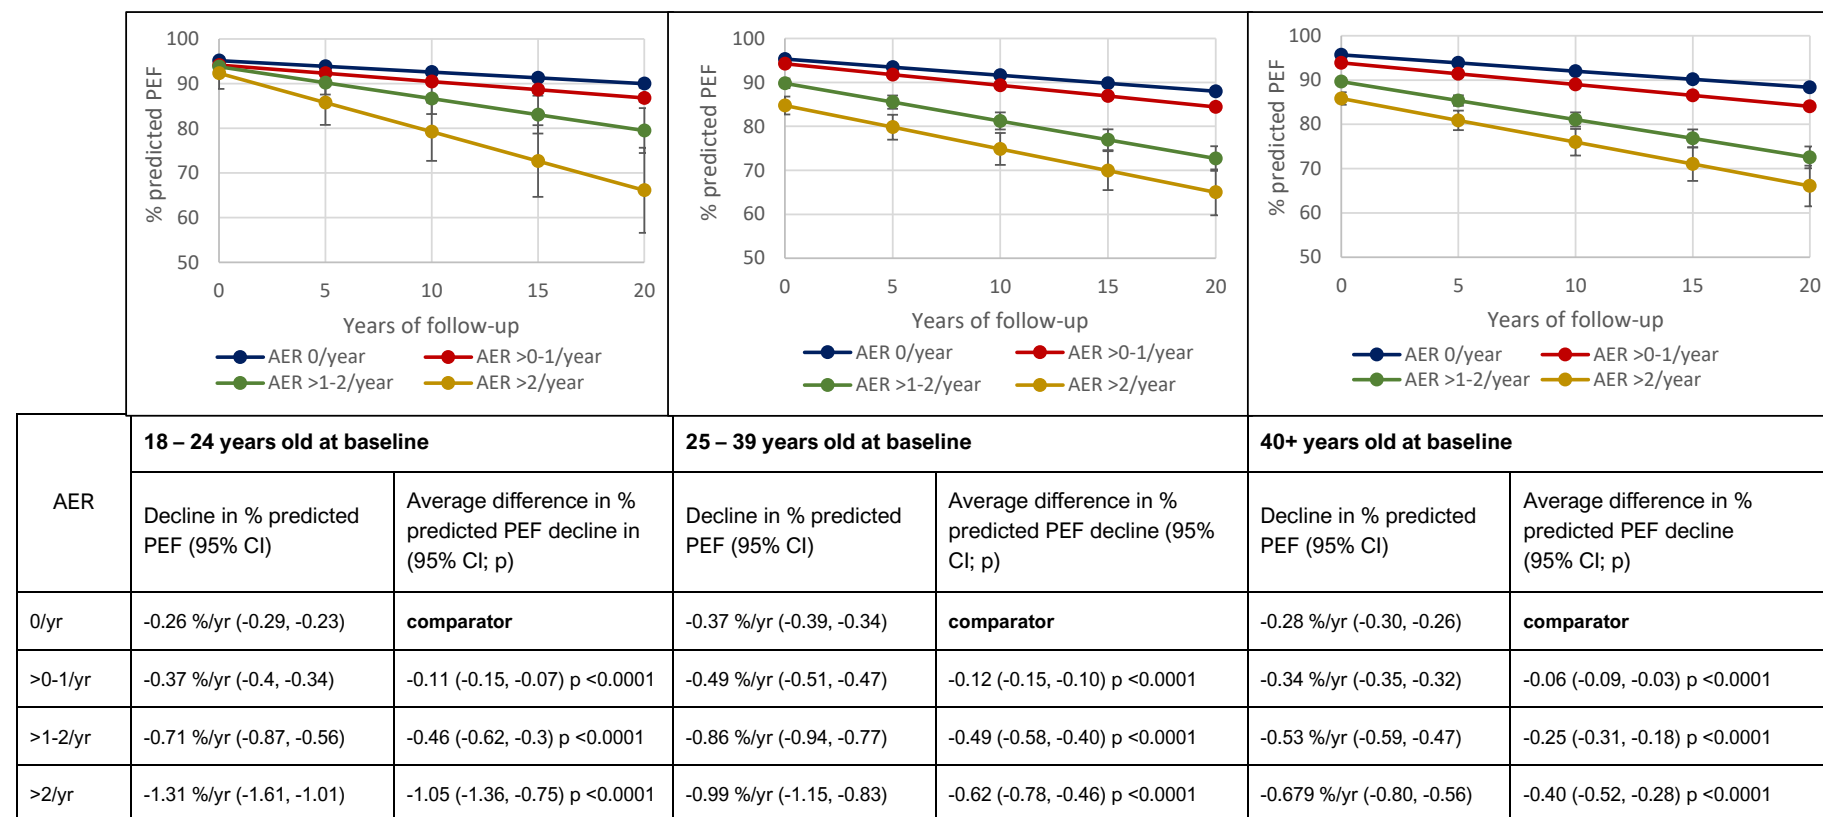 100
90
80
70
60
50
% predicted PEF
0 5 10 15 20
Years of follow-up
AER 0/year AER >0-1/year
AER >1-2/year AER >2/year
100
90
80
70
60
50
% predicted PEF
0 5 10 15 20
Years of follow-up
AER 0/year AER >0-1/year
AER >1-2/year AER >2/year
100
90
80
70
60
50
% predicted PEF
0 5 10 15 20
Years of follow-up
AER 0/year AER >0-1/year
AER >1-2/year AER >2/year
AER
18 – 24 years old at baseline
25 – 39 years old at baseline
40+ years old at baseline
Decline in % predicted
PEF (95% CI)
Average difference in %
predicted PEF decline in
(95% CI; p)
Decline in % predicted
PEF (95% CI)
Average difference in %
predicted PEF decline (95%
CI; p)
Decline in % predicted
PEF (95% CI)
Average difference in %
predicted PEF decline
(95% CI; p)
0/yr -0.26 %/yr (-0.29, -0.23) comparator -0.37 %/yr (-0.39, -0.34) comparator -0.28 %/yr (-0.30, -0.26) comparator
>0-1/yr -0.37 %/yr (-0.4, -0.34) -0.11 (-0.15, -0.07) p <0.0001 -0.49 %/yr (-0.51, -0.47) -0.12 (-0.15, -0.10) p <0.0001 -0.34 %/yr (-0.35, -0.32) -0.06 (-0.09, -0.03) p <0.0001
>1-2/yr -0.71 %/yr (-0.87, -0.56) -0.46 (-0.62, -0.3) p <0.0001 -0.86 %/yr (-0.94, -0.77) -0.49 (-0.58, -0.40) p <0.0001 -0.53 %/yr (-0.59, -0.47) -0.25 (-0.31, -0.18) p <0.0001
>2/yr -1.31 %/yr (-1.61, -1.01) -1.05 (-1.36, -0.75) p <0.0001 -0.99 %/yr (-1.15, -0.83) -0.62 (-0.78, -0.46) p <0.0001 -0.679 %/yr (-0.80, -0.56) -0.40 (-0.52, -0.28) p <0.0001